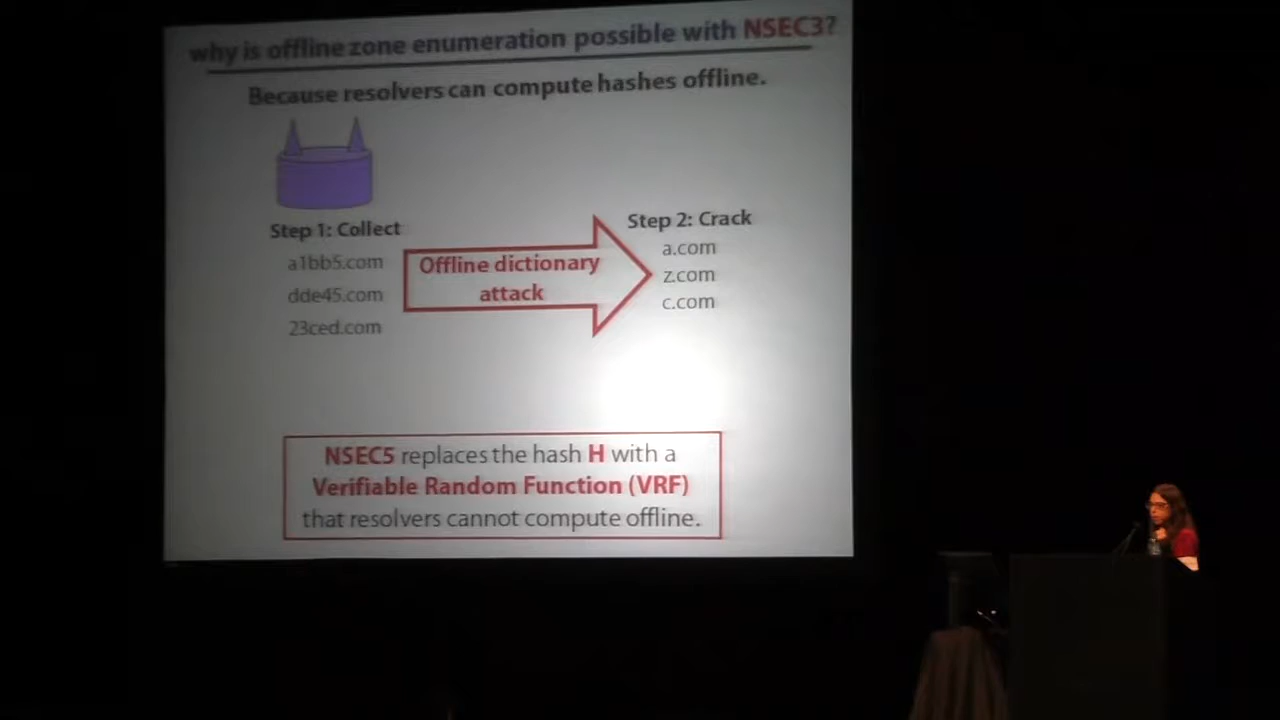 why is offline zone enumeration possible with NSEC3?
Because resolvers can compute hashes offline.
Step 1: Collect
a1bb5.com
dde45.com
23ced.com
Offline dictionary
attack
Step 2: Crack
a.com
z.com
c.com
NSEC5 replaces the hash H with a
Verifiable Random Function (VRF)
that resolvers cannot compute offline.